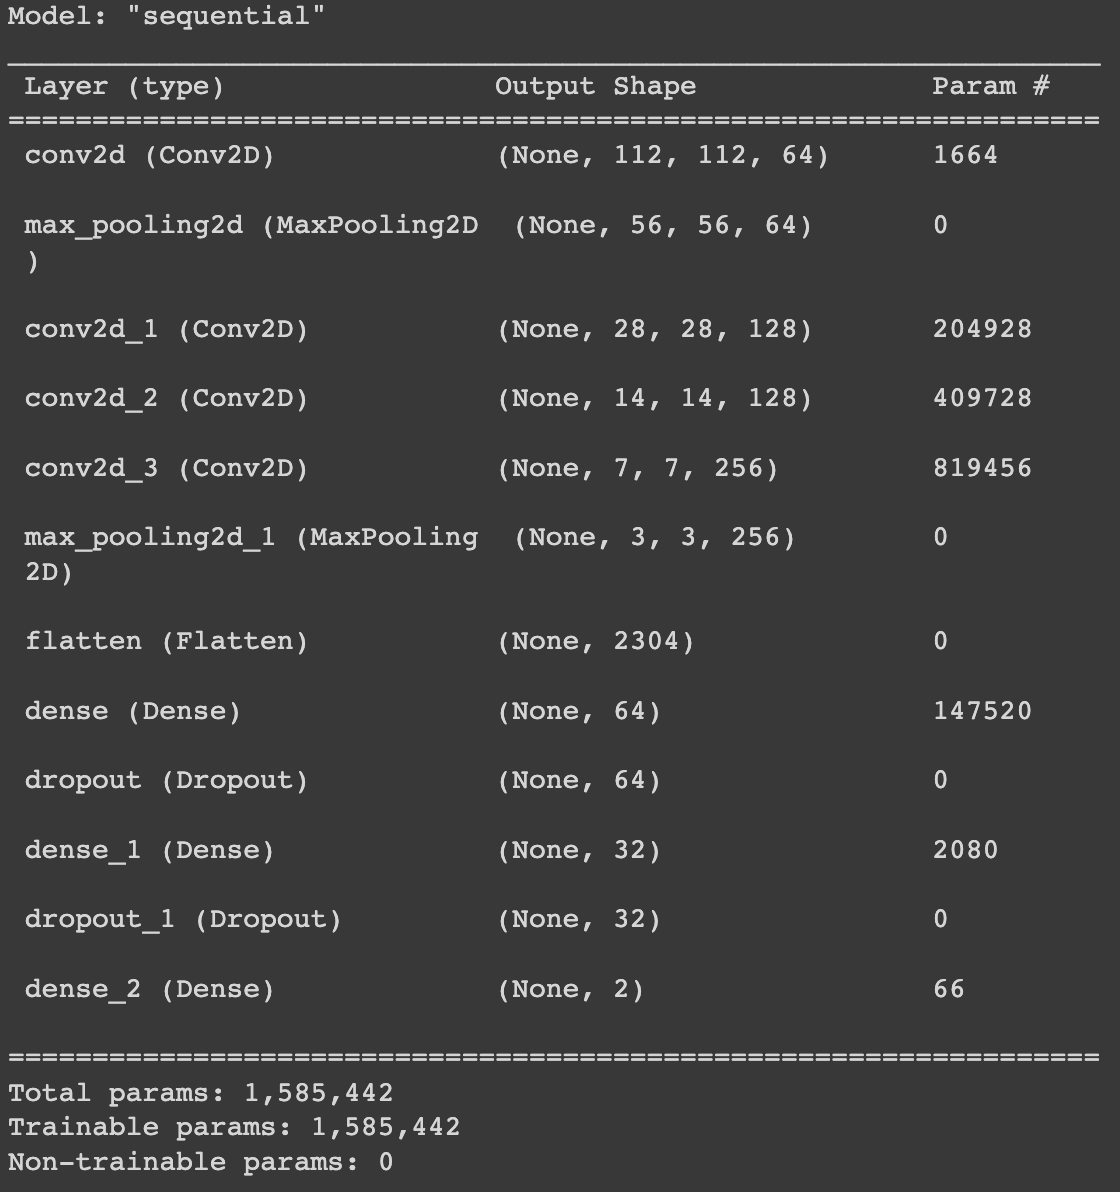 Model: "sequential"
_________________________________________________________________
Layer (type) Output Shape Param #
=================================================================
conv2d (Conv2D) (None, 112, 112, 64) 1664
max_pooling2d (MaxPooling2D (None, 56, 56, 64) 0
)
conv2d_1 (Conv2D) (None, 28, 28, 128) 204928
conv2d_2 (Conv2D) (None, 14, 14, 128) 409728
conv2d_3 (Conv2D) (None, 7, 7, 256) 819456
max_pooling2d_1 (MaxPooling (None, 3, 3, 256) 0
2D)
flatten (Flatten) (None, 2304) 0
dense (Dense) (None, 64) 147520
dropout (Dropout) (None, 64) 0
dense_1 (Dense) (None, 32) 2080
dropout_1 (Dropout) (None, 32) 0
dense_2 (Dense) (None, 2) 66
=================================================================
Total params: 1,585,442
Trainable params: 1,585,442
Non-trainable params: 0